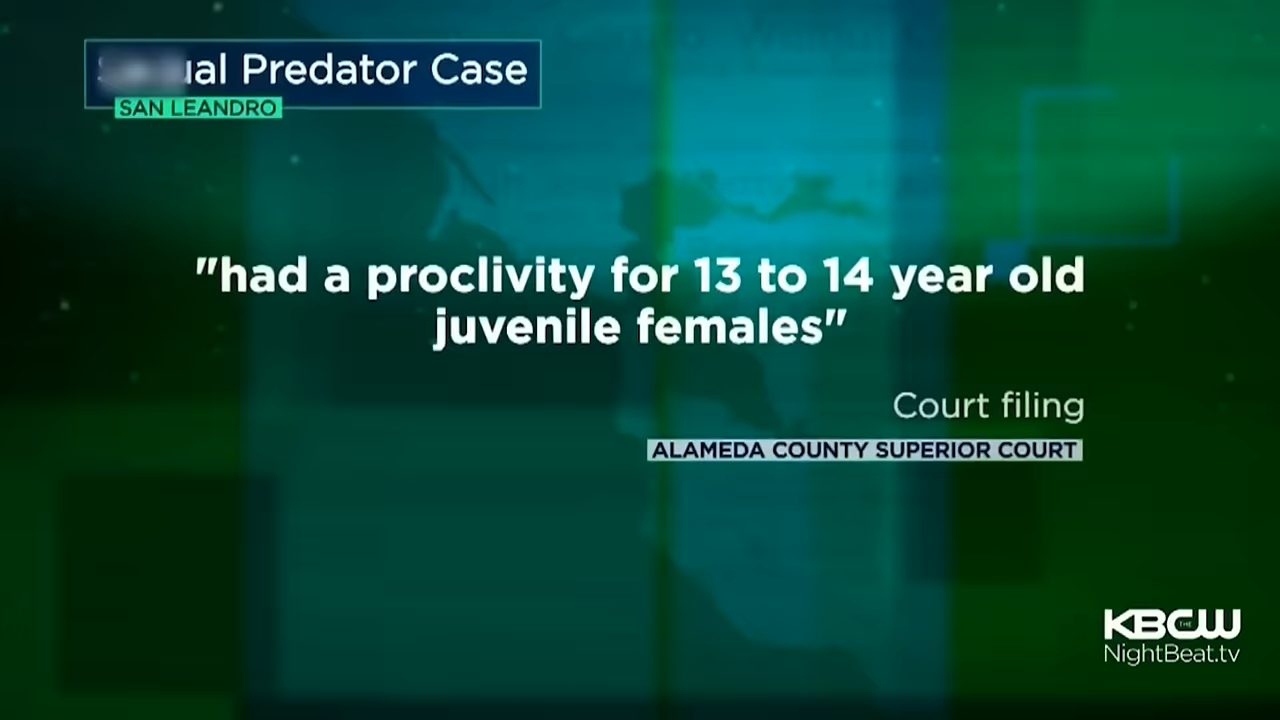 Predator Case
SAN LEANDRO
"had a proclivity for 13 to 14 year old
juvenile females"
Court filing
ALAMEDA COUNTY SUPERIOR COURT
KBCW
NightBeat.tv